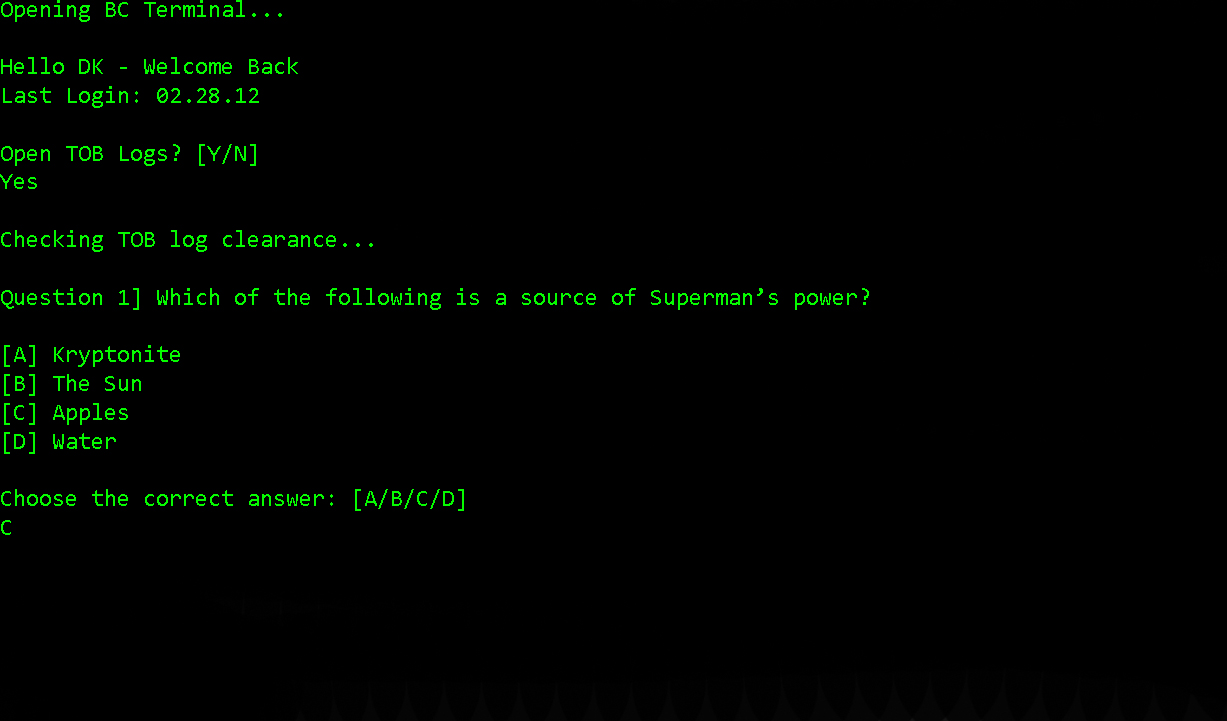 Opening BC Terminal...
Hello DK - Welcome Back
Last Login: 02.28.12
Open TOB Logs? [Y/N]
Yes
Checking TOB log clearance...
Question 1] Which of the following is a source of Superman’s power?
[A] Kryptonite
[B] The Sun
[C] Apples
[D] Water
Choose the correct answer: [A/B/C/D]
C